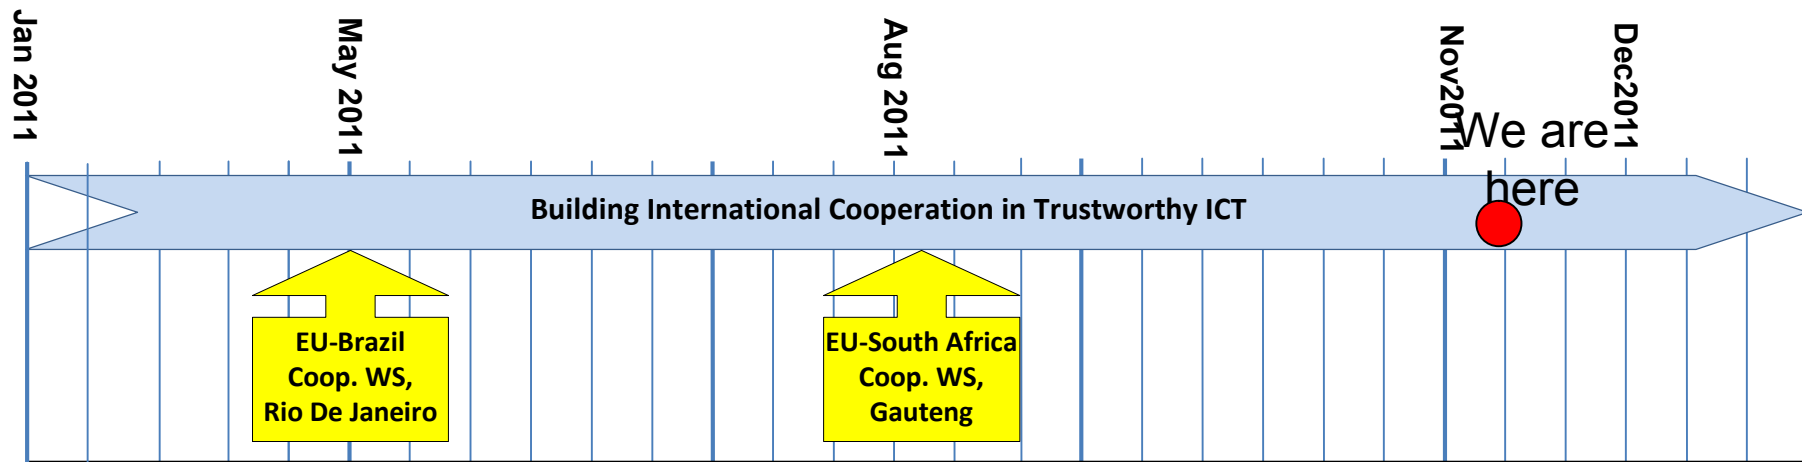 Jan 2011
May 2011
Aug 2011
Nov2011
Dec2011
We are
here
Building International Cooperation in Trustworthy ICT
EU-Brazil
Coop. WS,
Rio De Janeiro
EU-South Africa
Coop. WS,
Gauteng